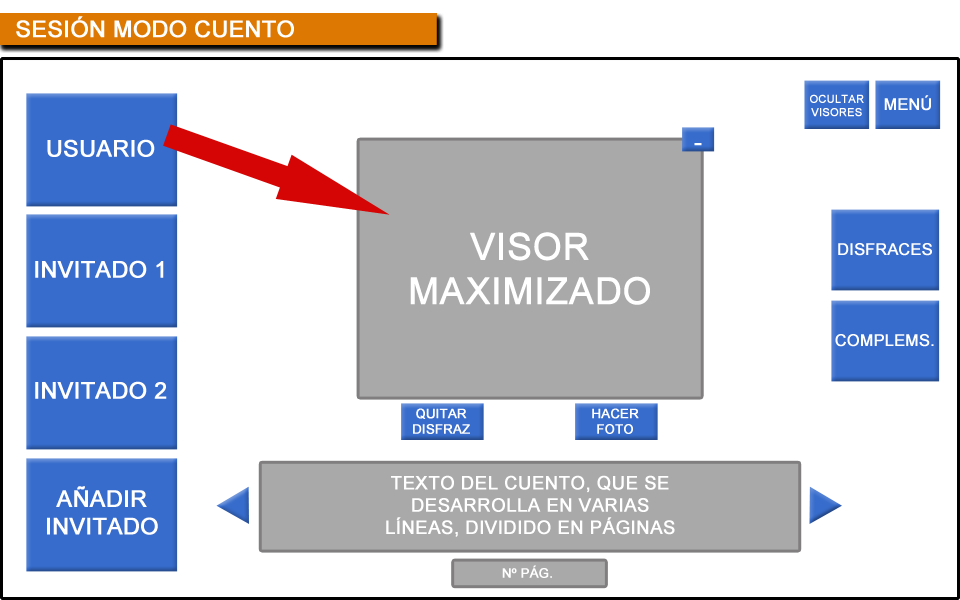 SESIÓN MODO CUENTO
USUARIO
INVITADO 1
INVITADO 2
AÑADIR
INVITADO
-
VISOR
MAXIMIZADO
QUITAR
DISFRAZ
HACER
FOTO
TEXTO DEL CUENTO, QUE SE
DESARROLLA EN VARIAS
LÍNEAS, DIVIDIDO EN PÁGINAS
Nº PÁG.
OCULTAR
VISORES
MENÚ
DISFRACES
COMPLEMS.